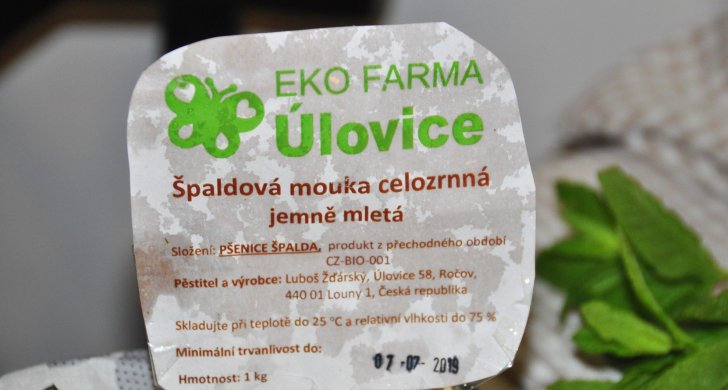 EKO FARMA
Úlovice
Špaldová mouka celozrnná
jemně mletá
Složení: PŠENICE ŠPALDA, produkt z přechodného období
CZ-BIO-001
Pěstitel a výrobce: Luboš Žďárský, Úlovice 58, Ročov,
440 01 Louny 1, Česká republika
Skladujte při teplotě do 25 °C a relativní vlhkosti do 75 %
Minimální trvanlivost do: 07-07-2019
Hmotnost: 1 kg